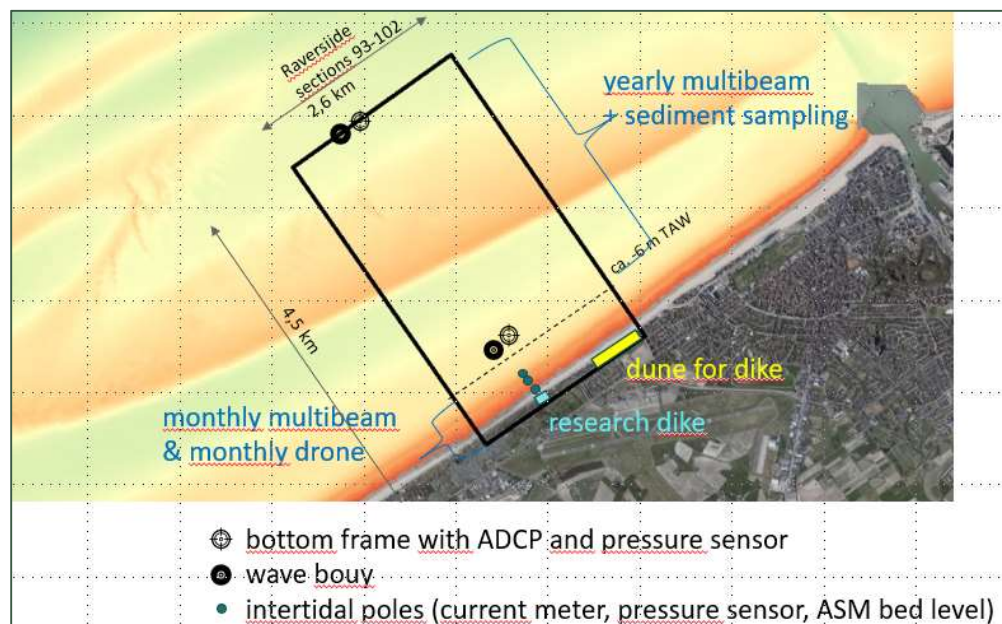 Raversijde
sections 93-102
2,6 km
yearly multibeam
+ sediment sampling
ca. -6 m TAW
4,5 km
dune for dike
monthly multibeam
& monthly drone
research dike
bottom frame with ADCP and pressure sensor
wave bouy
intertidal poles (current meter, pressure sensor, ASM bed level)